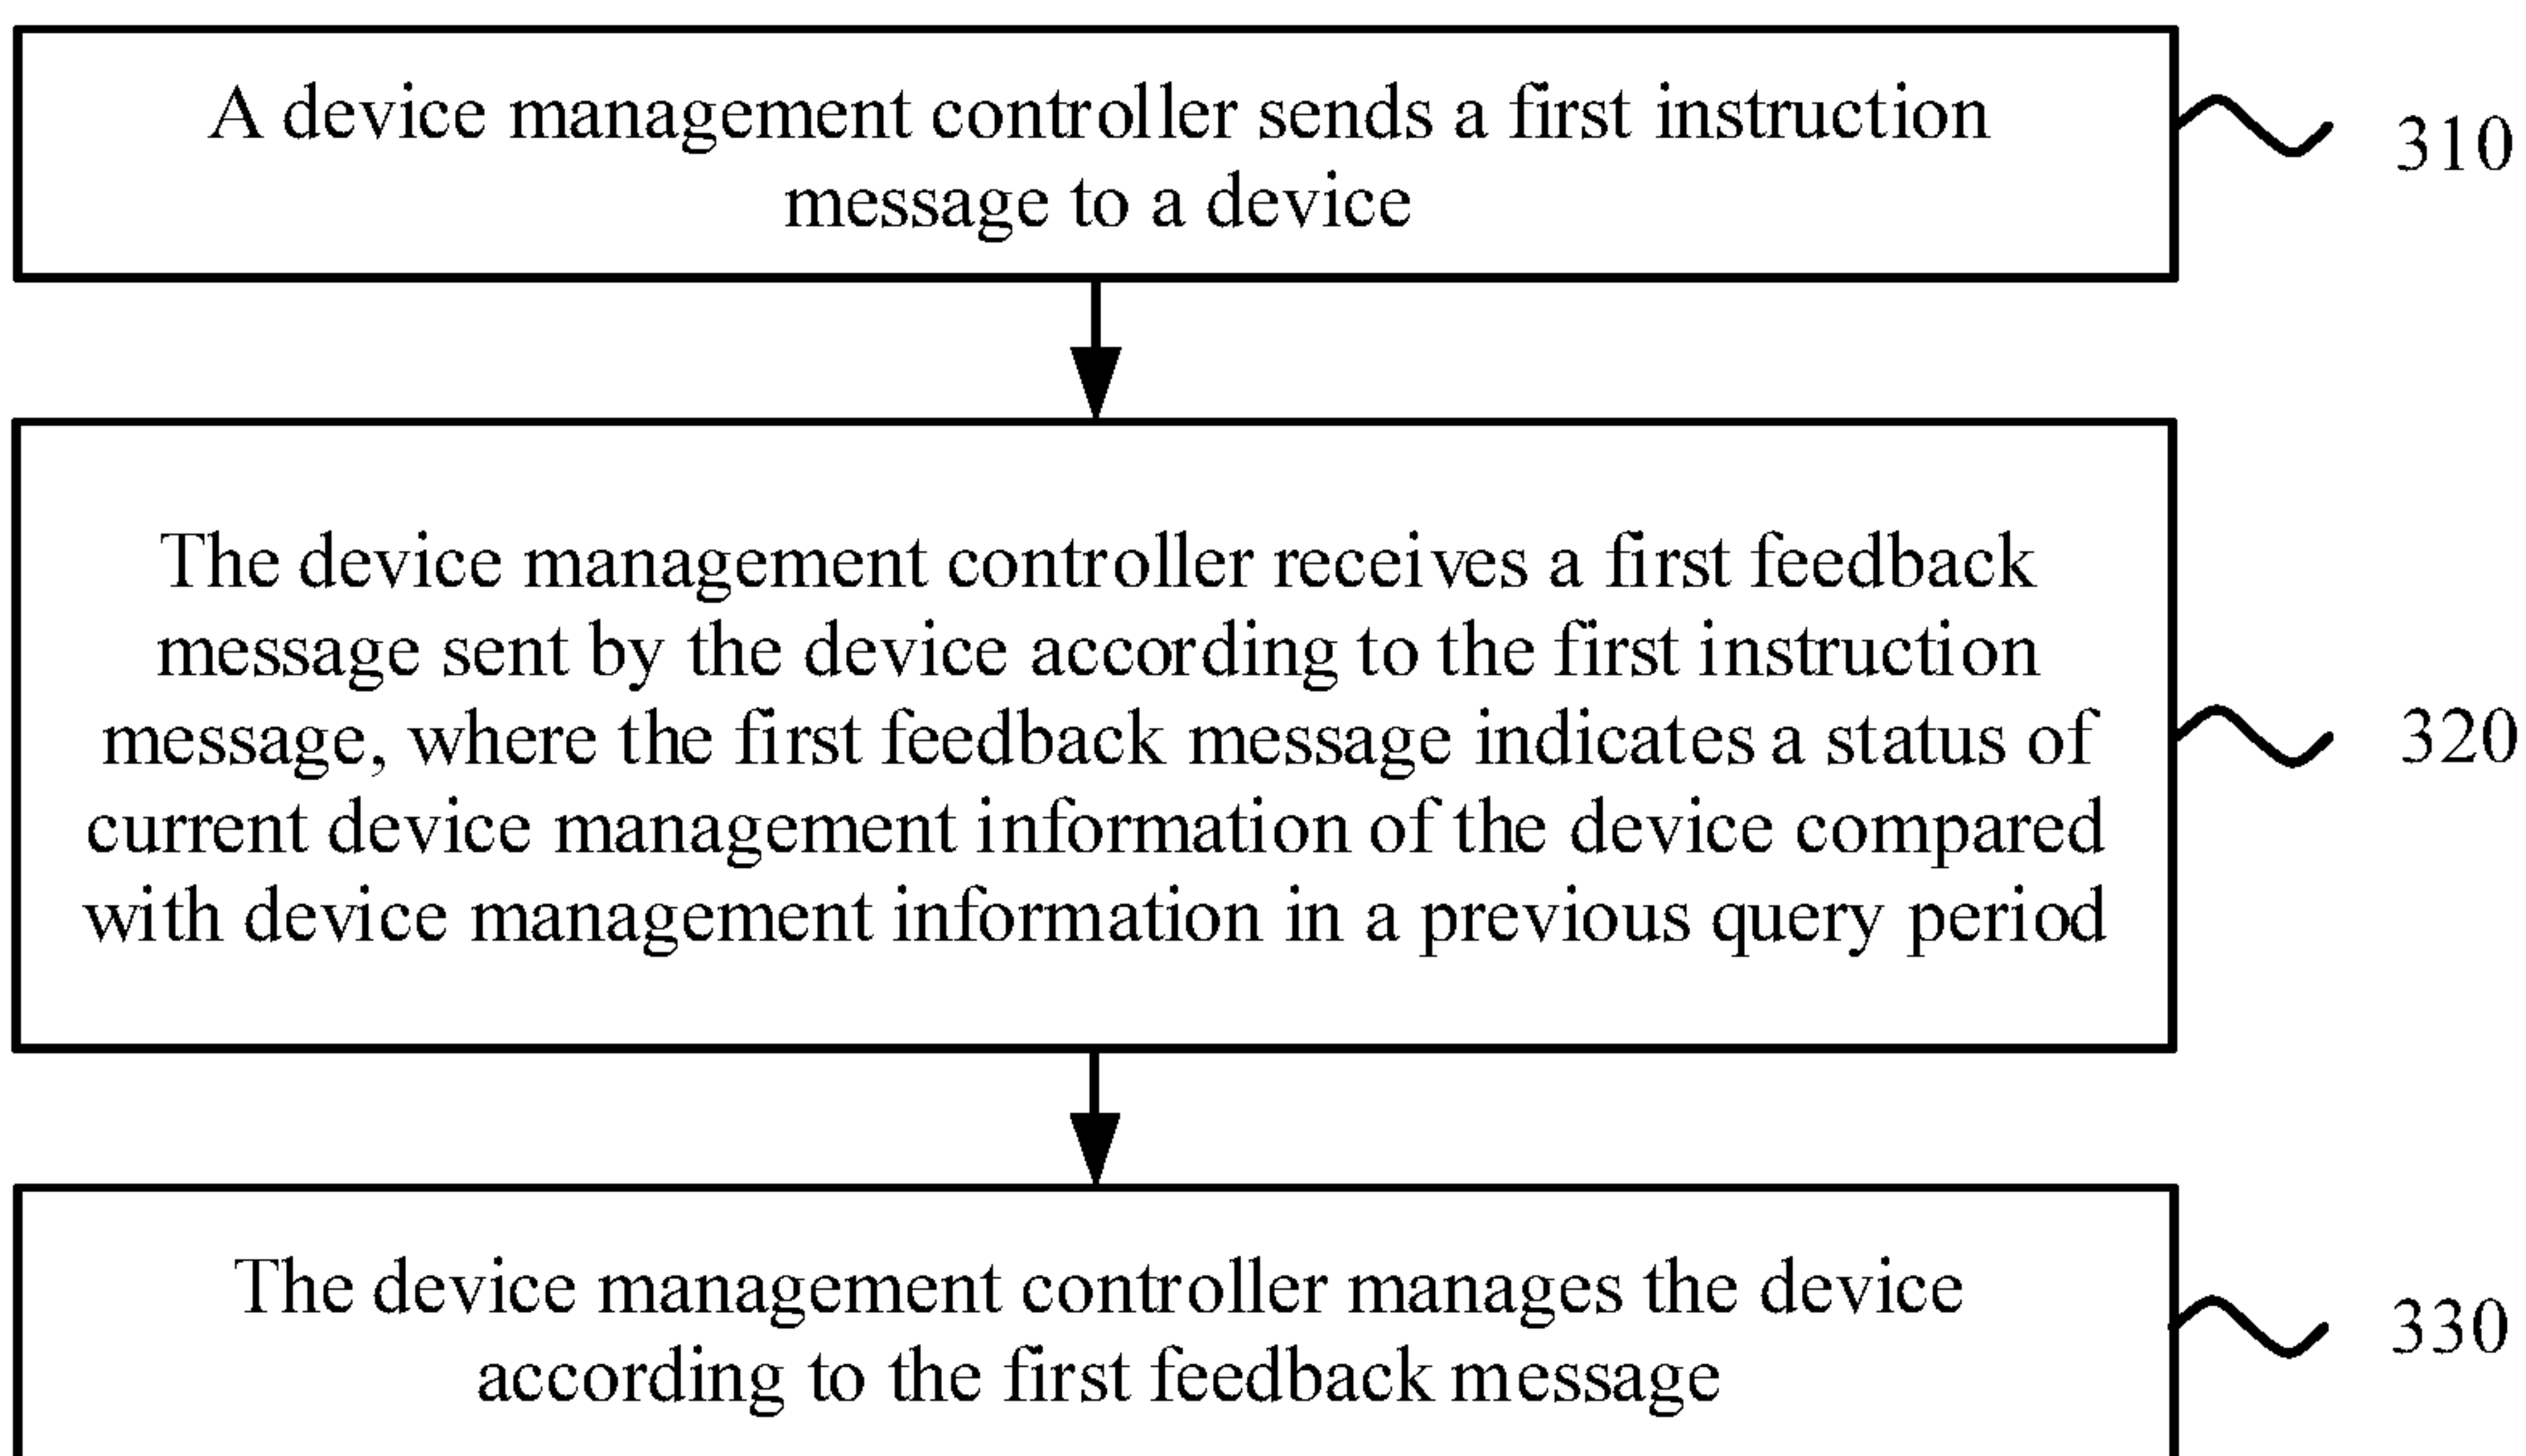 A device management controller sends a first instruction
message to a device
310
The device management controller receives a first feedback
message sent by the device according to the first instruction
message, where the first feedback message indicates a status of
current device management information of the device compared
with device management information in a previous query period
320
The device management controller manages the device
according to the first feedback message
330